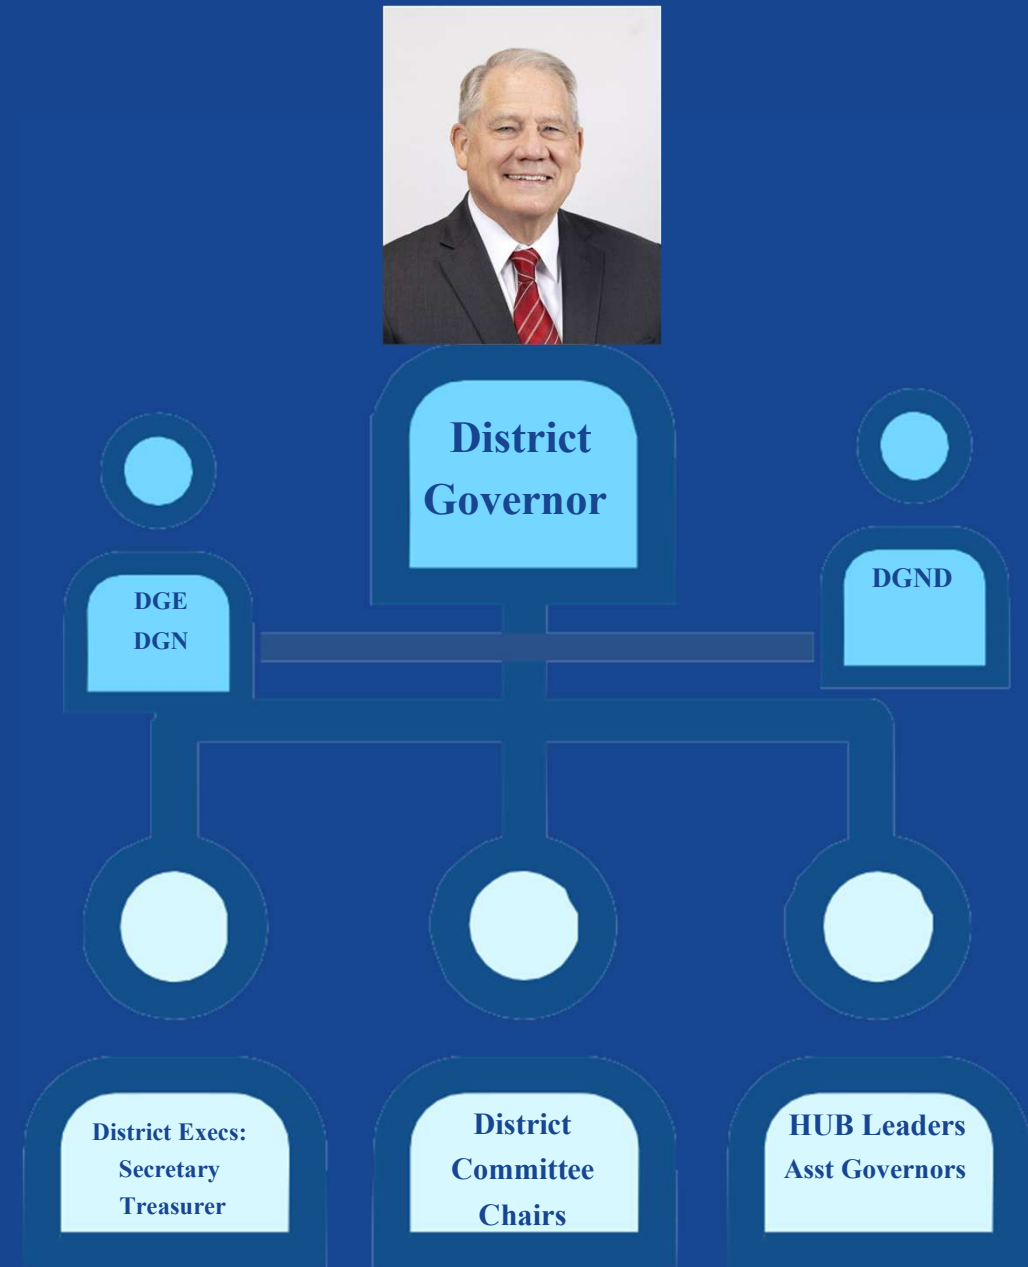 District
Governor
DGE
DGN
DGND
District Execs:
Secretary
Treasurer
District
Committee
Chairs
HUB Leaders
Asst Governors